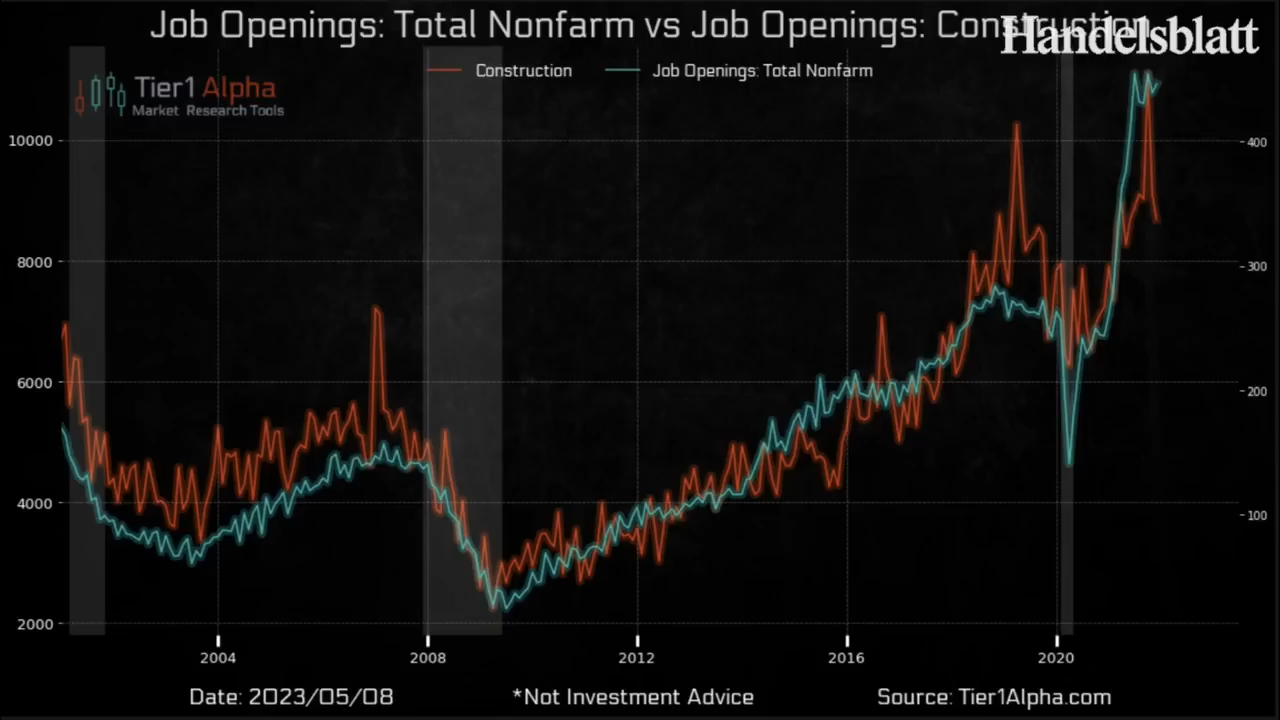 Job Openings: Total Nonfarm vs Job Openings: Construction
Handelsblatt
Construction
Job Openings: Total Nonfarm
Tier1 Alpha
Market Research Tools
10000
8000
6000
4000
2000
400
300
200
100
2004
2008
2012
2016
2020
Date: 2023/05/08
*Not Investment Advice
Source: Tier1Alpha.com